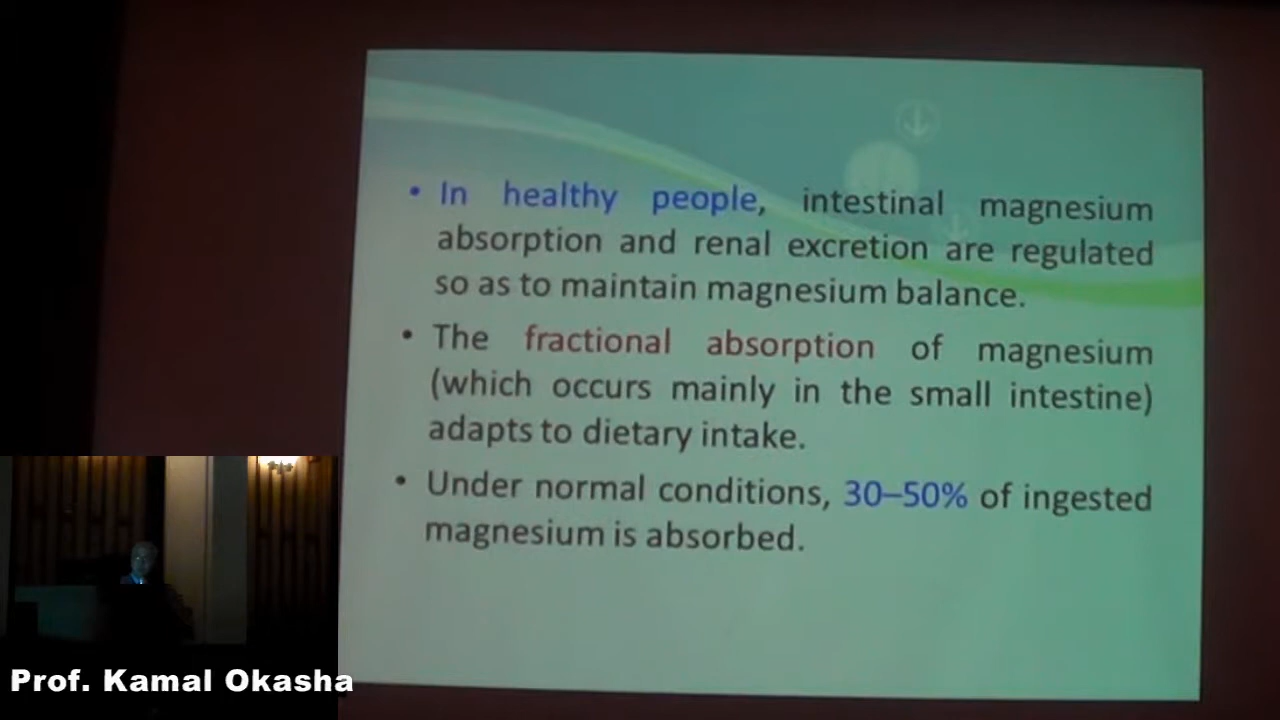 • In healthy people, intestinal magnesium
absorption and renal excretion are regulated
so as to maintain magnesium balance.
• The fractional absorption of magnesium
(which occurs mainly in the small intestine)
adapts to dietary intake.
• Under normal conditions, 30–50% of ingested
magnesium is absorbed.
Prof. Kamal Okasha